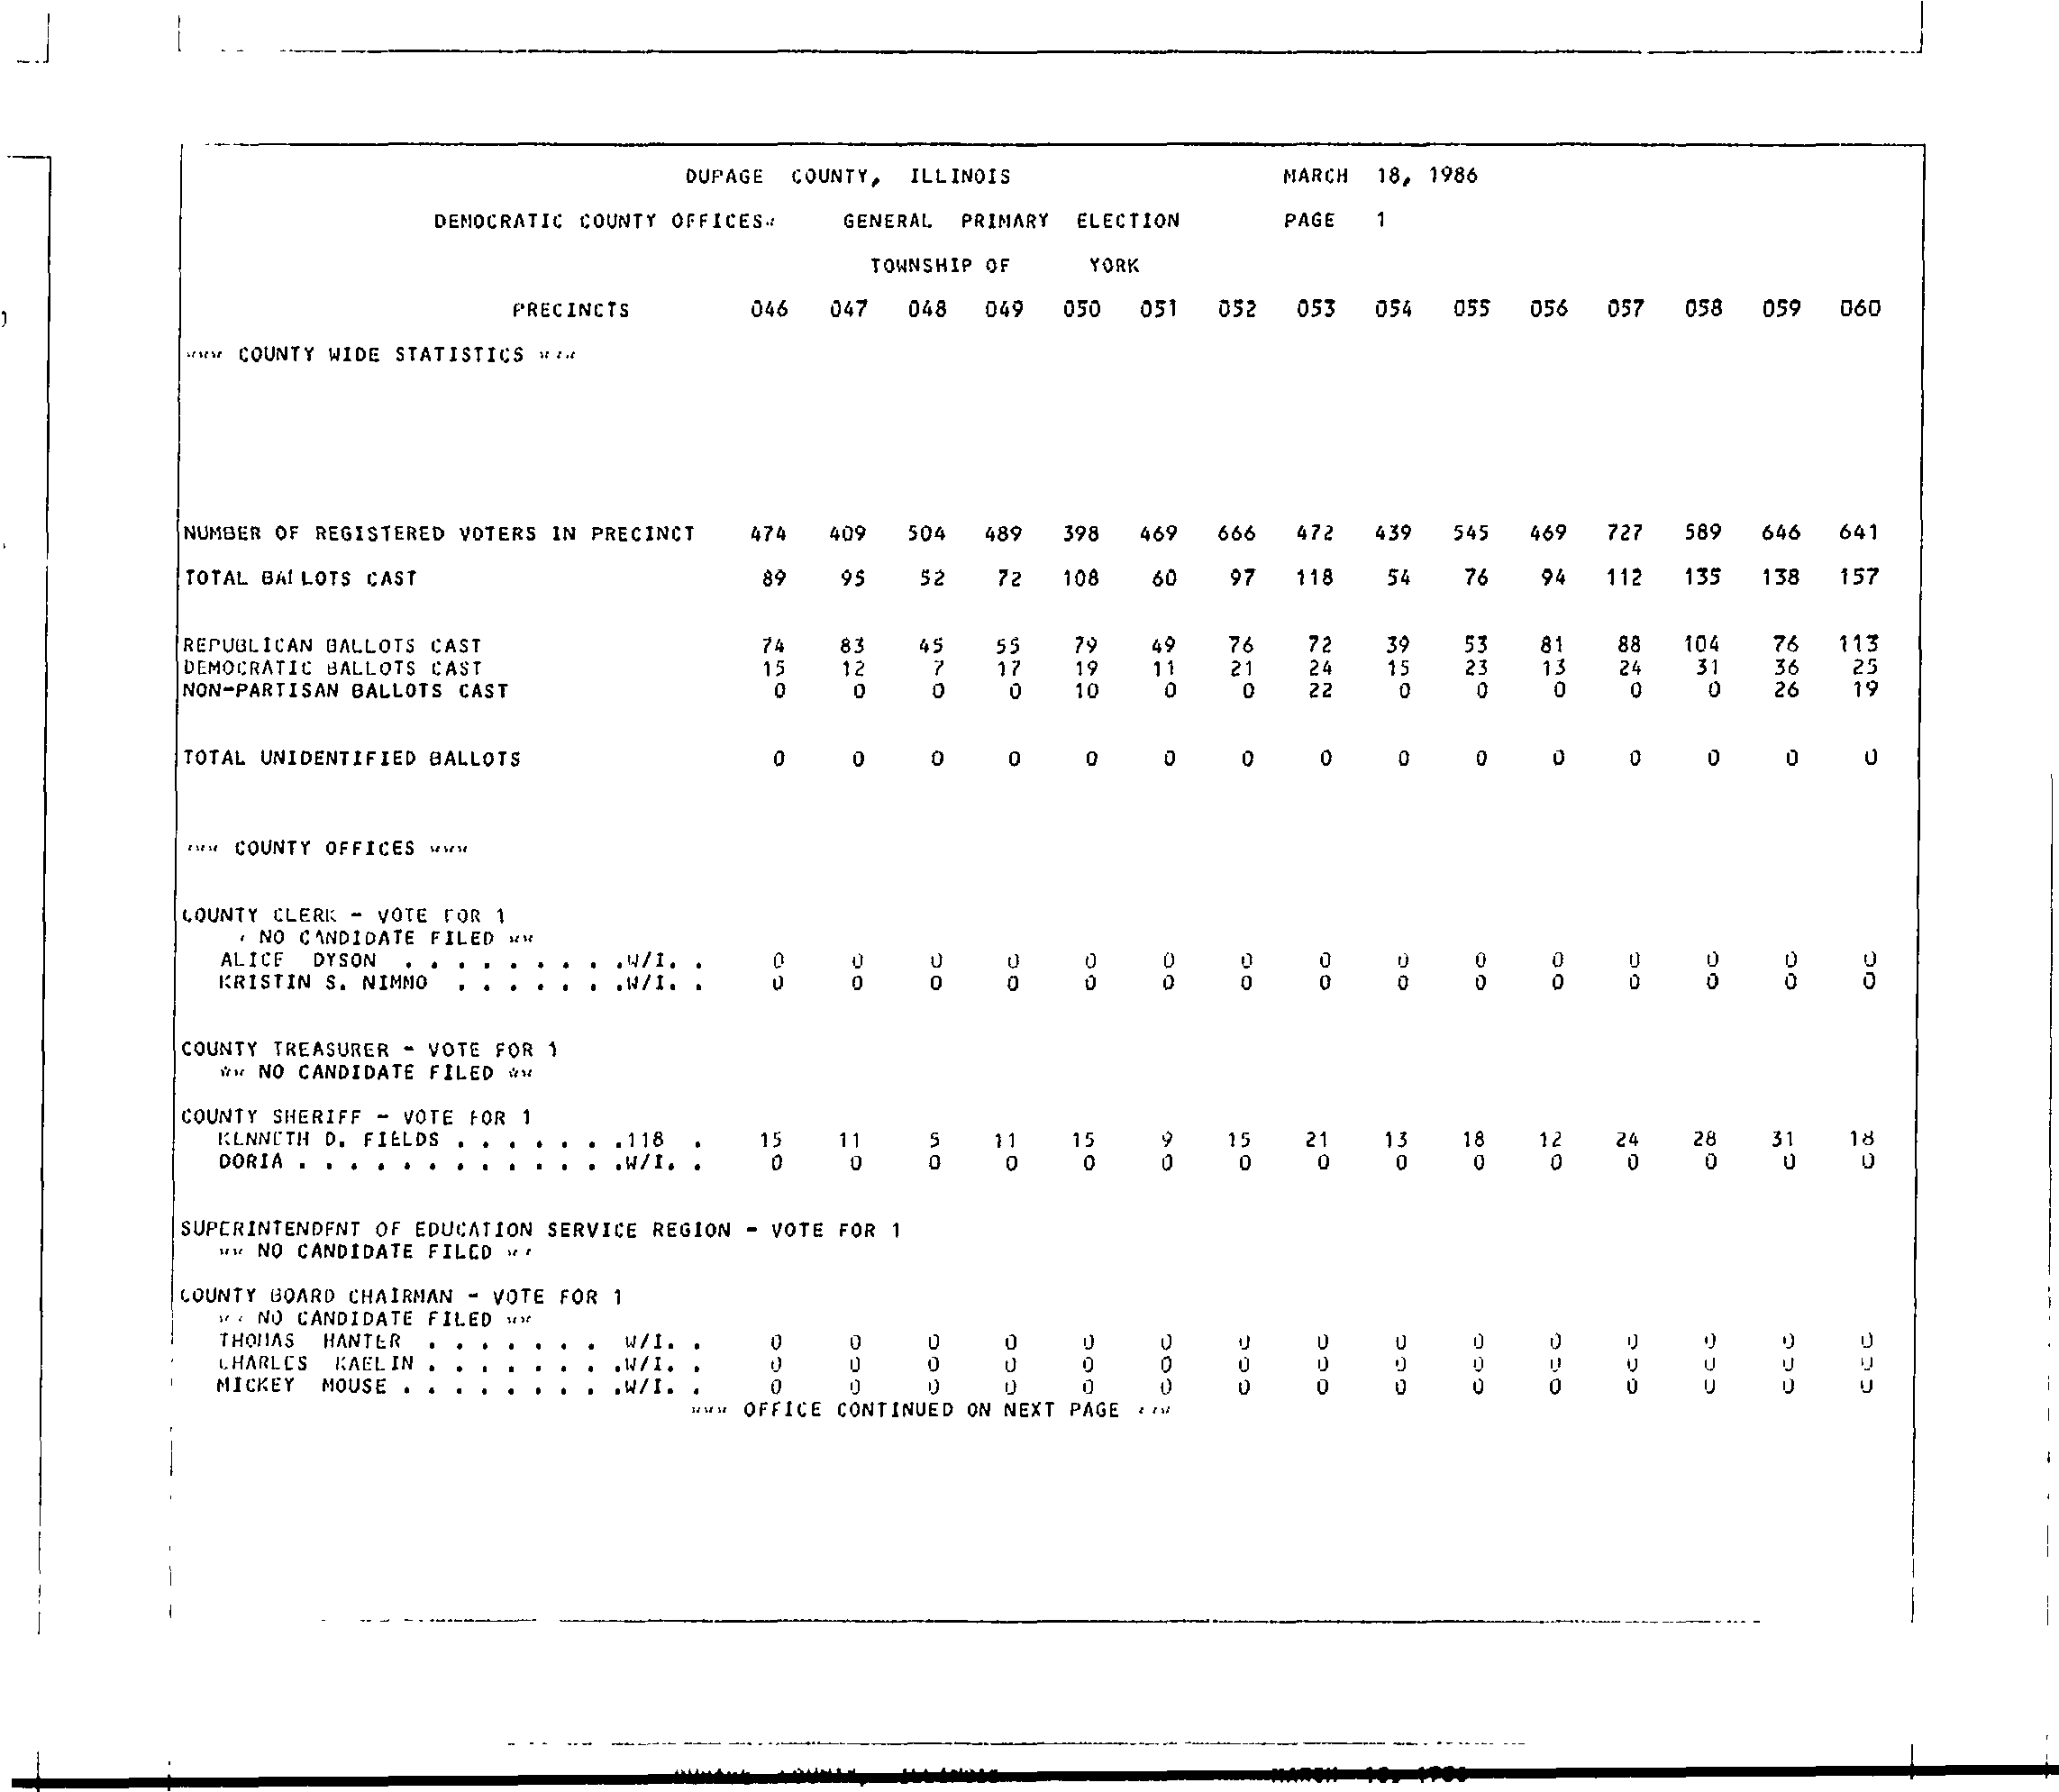 DUPAGE COUNTY, ILLINOIS MARCH 18, 1986
DEMOCRATIC COUNTY OFFICES* GENERAL PRIMARY ELECTION PAGE 1
TOWNSHIP OF YORK
PRECINCTS 046 047 048 049 050 051 052 053 054 055 056 057 058 059 060
*** COUNTY WIDE STATISTICS ***
NUMBER OF REGISTERED VOTERS IN PRECINCT 474 409 504 489 398 469 666 472 439 545 469 727 589 646 641
TOTAL BALLOTS CAST 89 95 52 72 108 60 97 118 54 76 94 112 135 138 157
REPUBLICAN BALLOTS CAST 74 83 45 55 79 49 76 72 39 53 81 88 104 76 113
DEMOCRATIC BALLOTS CAST 15 12 7 17 19 11 21 24 15 23 13 24 31 36 25
NON-PARTISAN BALLOTS CAST 0 0 0 0 10 0 0 22 0 0 0 0 0 26 19
TOTAL UNIDENTIFIED BALLOTS 0 0 0 0 0 0 0 0 0 0 0 0 0 0 0
*** COUNTY OFFICES ***
COUNTY CLERK - VOTE FOR 1
* NO CANDIDATE FILED **
ALICE DYSON . . . . . . . . .W/I. . 0 0 0 0 0 0 0 0 0 0 0 0 0 0 0
KRISTIN S. NIMMO . . . . . . .W/I. . 0 0 0 0 0 0 0 0 0 0 0 0 0 0 0
COUNTY TREASURER - VOTE FOR 1
** NO CANDIDATE FILED **
COUNTY SHERIFF - VOTE FOR 1
KENNETH D. FIELDS . . . . . . .118 . 15 11 5 11 15 9 15 21 13 18 12 24 28 31 18
DORIA . . . . . . . . . . . . .W/I. . 0 0 0 0 0 0 0 0 0 0 0 0 0 0 0
SUPERINTENDENT OF EDUCATION SERVICE REGION - VOTE FOR 1
** NO CANDIDATE FILED **
COUNTY BOARD CHAIRMAN - VOTE FOR 1
** NO CANDIDATE FILED **
THOMAS HANTER . . . . . . . W/I. . 0 0 0 0 0 0 0 0 0 0 0 0 0 0 0
CHARLES KAELIN . . . . . . . .W/I. . 0 0 0 0 0 0 0 0 0 0 0 0 0 0 0
MICKEY MOUSE . . . . . . . . .W/I. . 0 0 0 0 0 0 0 0 0 0 0 0 0 0 0
*** OFFICE CONTINUED ON NEXT PAGE ***